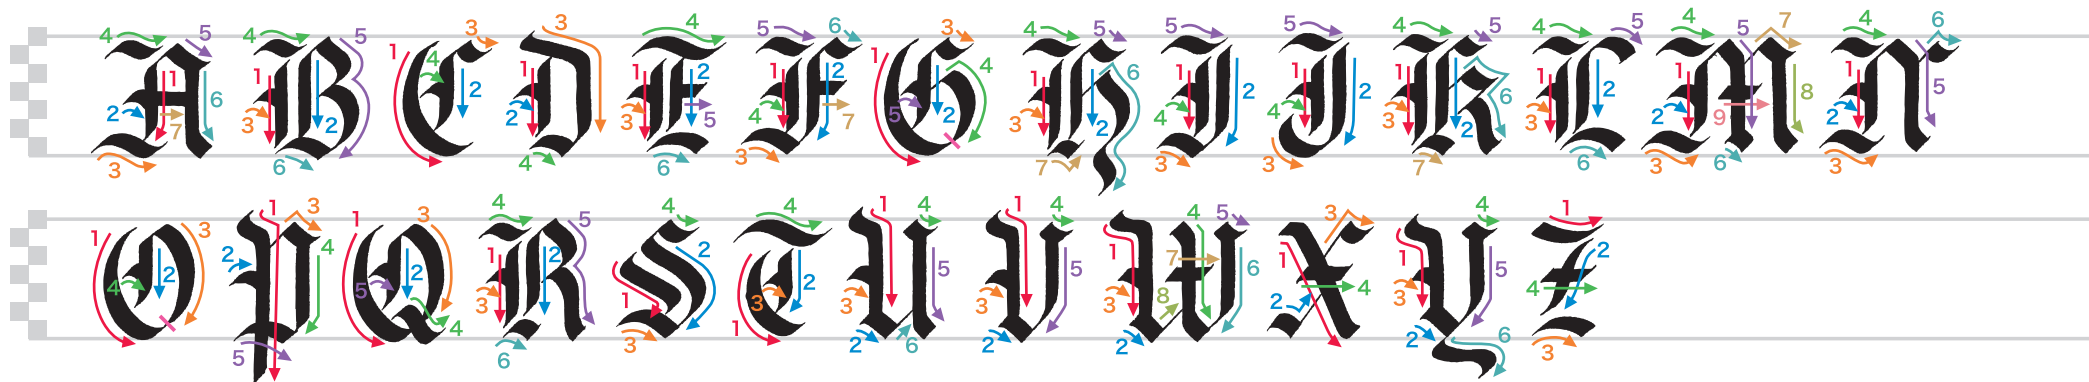 A B C D E F G H I J K L M N
O P Q R S T U V W X Y Z